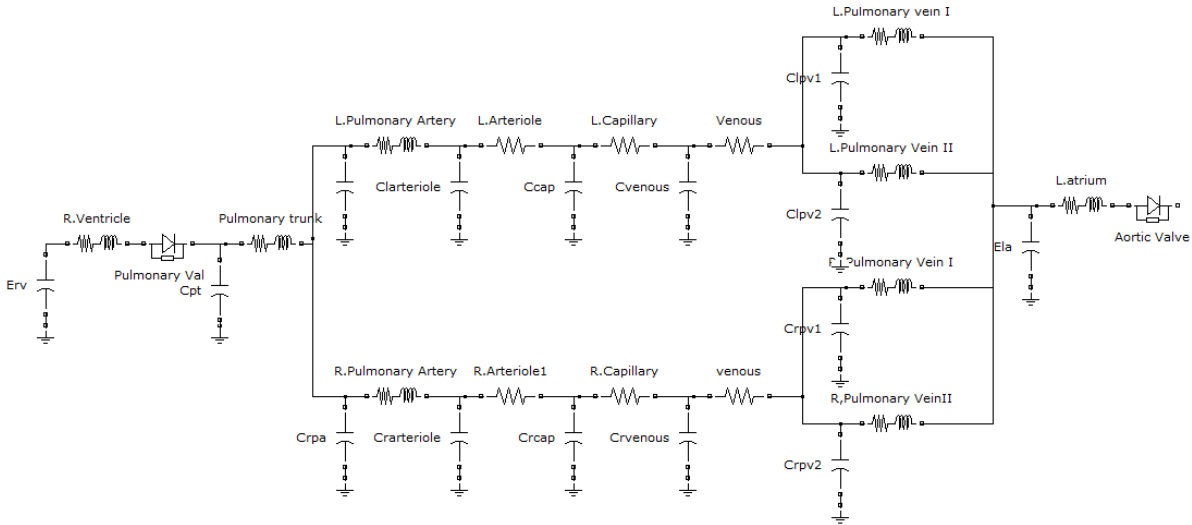 L.Pulmonary vein I
Clpv1
L.Pulmonary Artery
L.Arteriole
L.Capillary
Venous
L.Pulmonary Vein II
Clarteriole
Ccap
Cvenous
Clpv2
L.atrium
R.Ventricle
Pulmonary trunk
Aortic Valve
Pulmonary Val
Ela
Pulmonary Vein I
Erv
Cpt
Crpv1
R.Pulmonary Artery
R.Arteriole1
R.Capillary
venous
R,Pulmonary VeinII
Crpa
Crarteriole
Crcap
Crvenous
Crpv2